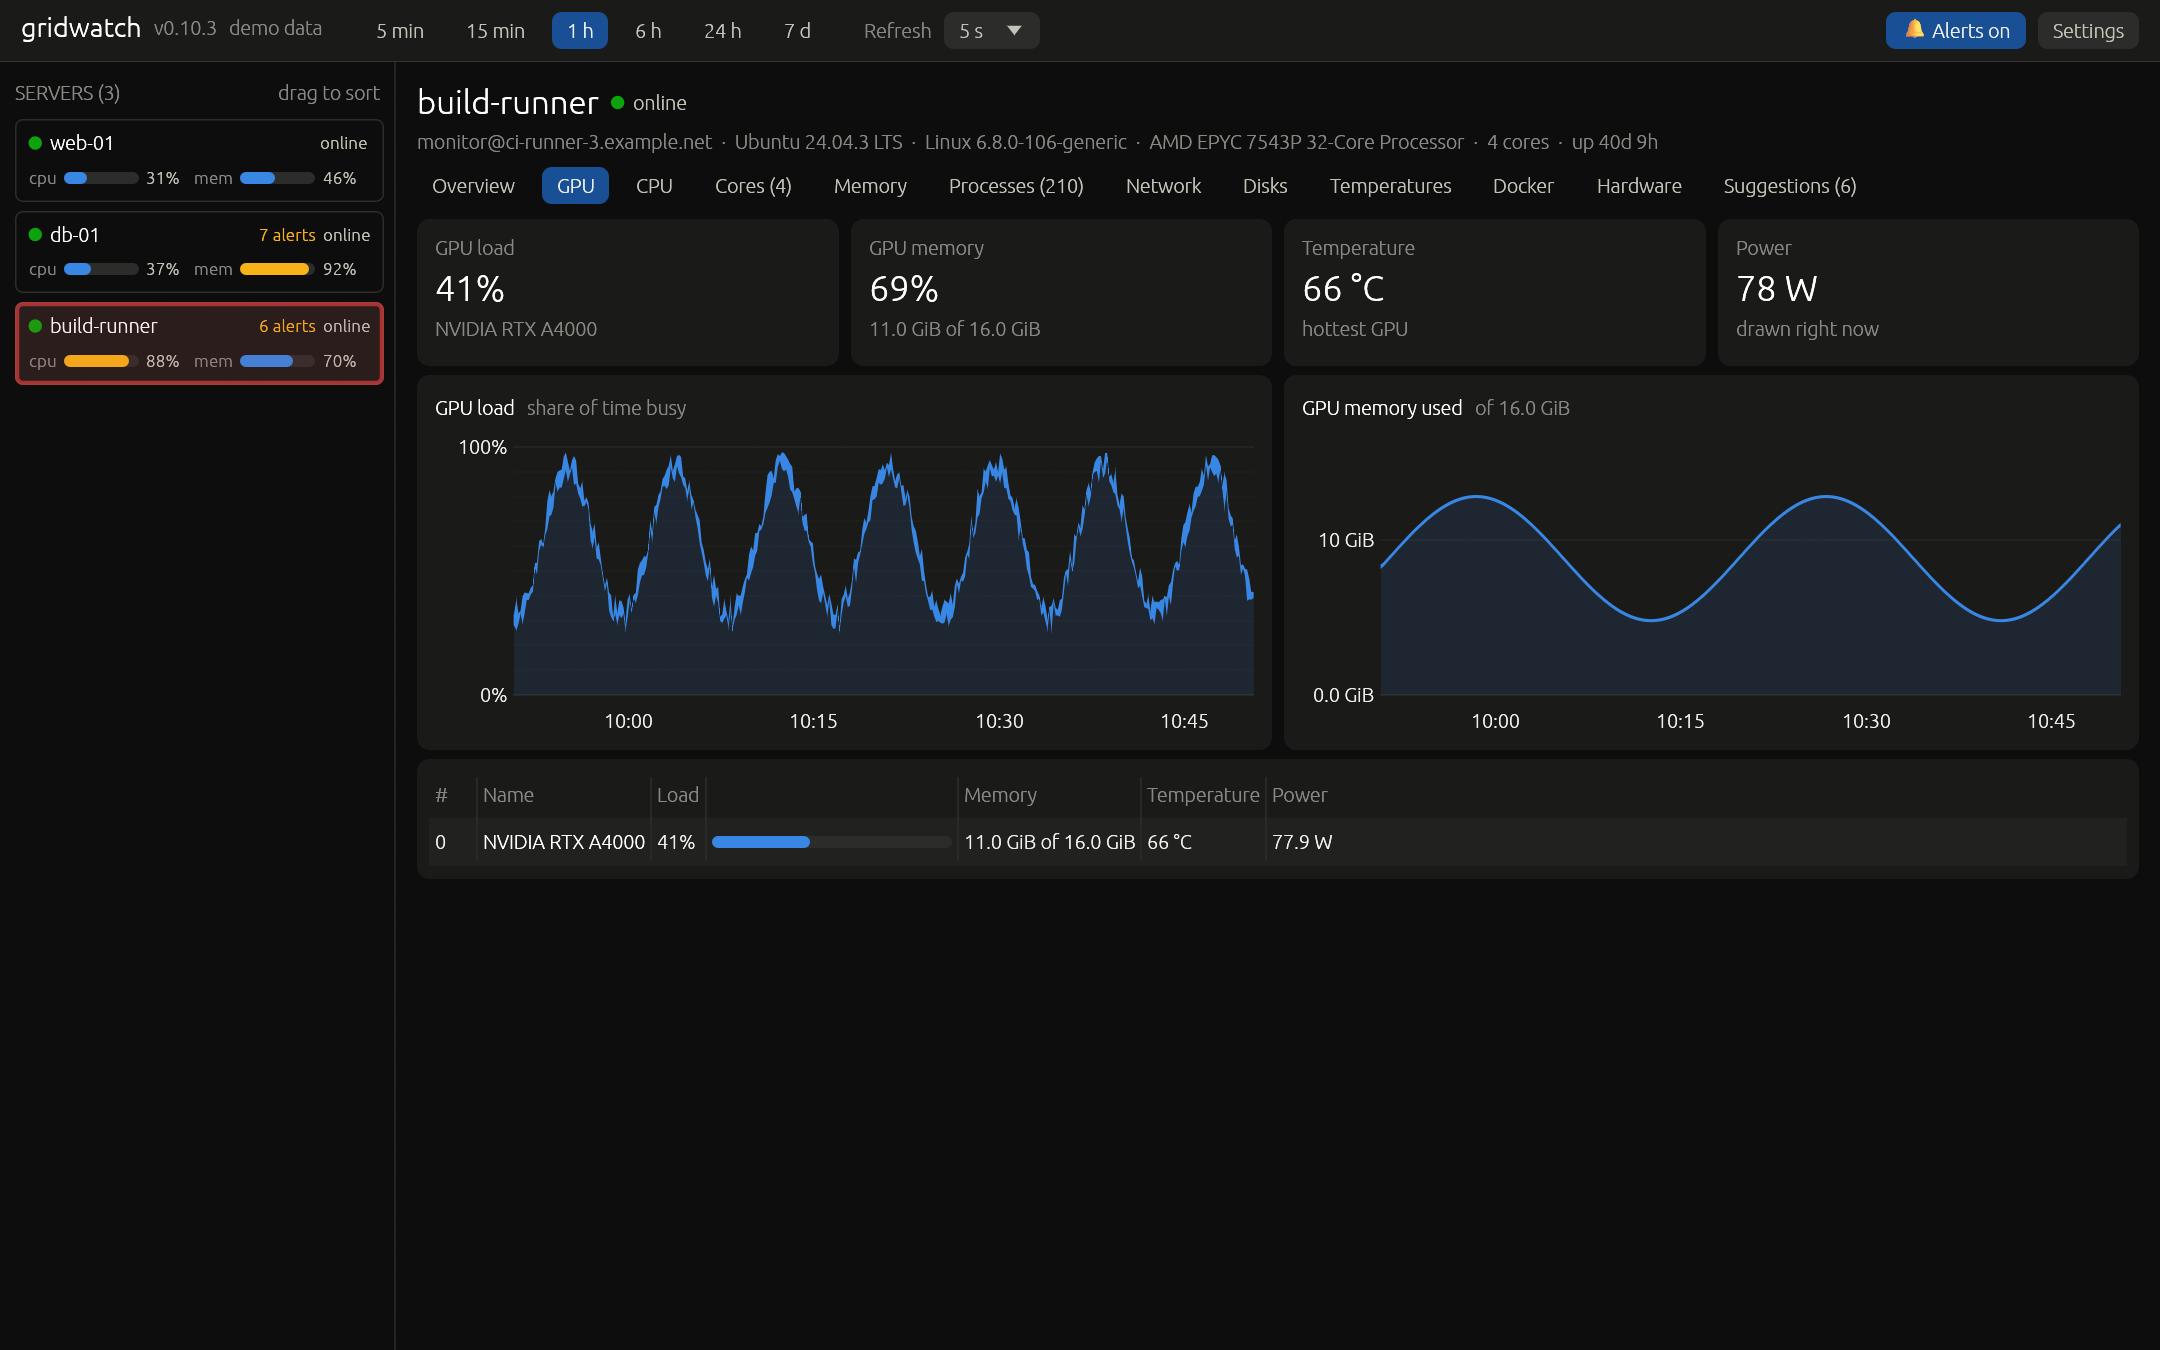 gridwatch v0.10.3 demo data 5 min 15 min 1 h 6 h 24 h 7 d Refresh 5 s Alerts on Settings
SERVERS (3) drag to sort
web-01 online
cpu 31% mem 46%
db-01 7 alerts online
cpu 37% mem 92%
build-runner 6 alerts online
cpu 88% mem 70%
build-runner online
monitor@ci-runner-3.example.net · Ubuntu 24.04.3 LTS · Linux 6.8.0-106-generic · AMD EPYC 7543P 32-Core Processor · 4 cores · up 40d 9h
Overview GPU CPU Cores (4) Memory Processes (210) Network Disks Temperatures Docker Hardware Suggestions (6)
GPU load
41%
NVIDIA RTX A4000
GPU memory
69%
11.0 GiB of 16.0 GiB
Temperature
66 °C
hottest GPU
Power
78 W
drawn right now
GPU load share of time busy
100%
0%
10:00 10:15 10:30 10:45
GPU memory used of 16.0 GiB
10 GiB
0.0 GiB
10:00 10:15 10:30 10:45
# Name Load Memory Temperature Power
0 NVIDIA RTX A4000 41% 11.0 GiB of 16.0 GiB 66 °C 77.9 W